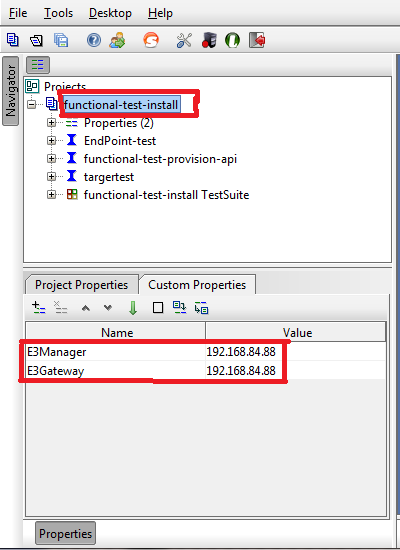 File Tools Desktop Help
Navigator
Projects
functional-test-install
Properties (2)
EndPoint-test
functional-test-provision-api
targertest
functional-test-install TestSuite
Project Properties Custom Properties
Name Value
E3Manager 192.168.84.88
E3Gateway 192.168.84.88
Properties